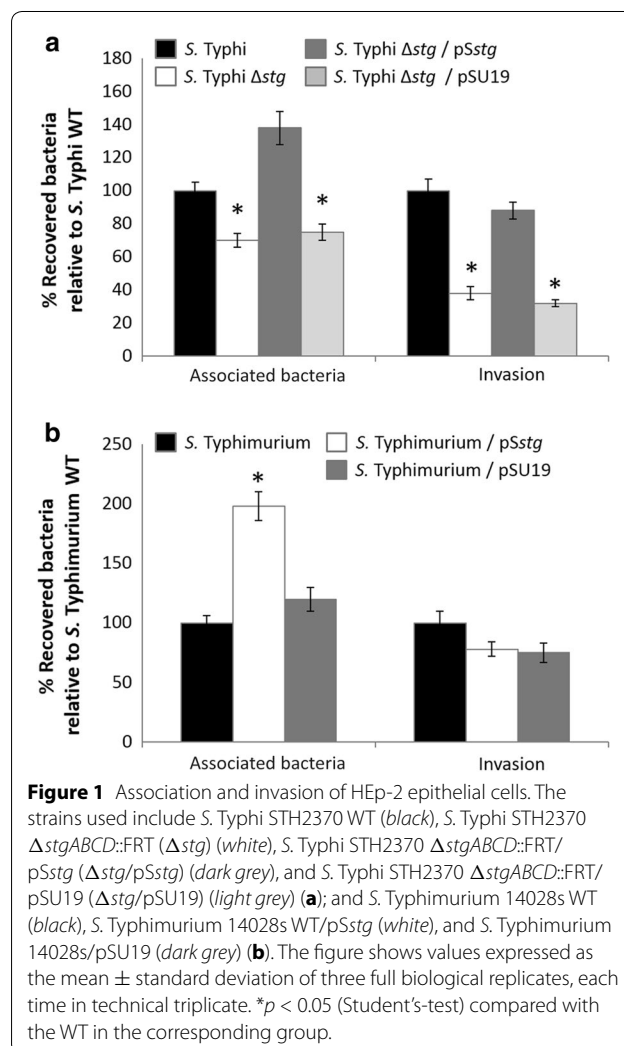 a
S. Typhi
S. Typhi Δstg / pSstg
S. Typhi Δstg
S. Typhi Δstg / pSU19
% Recovered bacteria
relative to S. Typhi WT
180
160
140
120
100
80
60
40
20
0
*
*
*
*
Associated bacteria
Invasion
b
S. Typhimurium
S. Typhimurium / pSstg
S. Typhimurium / pSU19
% Recovered bacteria
relative to S. Typhimurium WT
250
200
150
100
50
0
*
Associated bacteria
Invasion
Figure 1 Association and invasion of HEp-2 epithelial cells. The
strains used include S. Typhi STH2370 WT (black), S. Typhi STH2370
ΔstgABCD::FRT (Δstg) (white), S. Typhi STH2370 ΔstgABCD::FRT/
pSstg (Δstg/pSstg) (dark grey), and S. Typhi STH2370 ΔstgABCD::FRT/
pSU19 (Δstg/pSU19) (light grey) (a); and S. Typhimurium 14028s WT
(black), S. Typhimurium 14028s WT/pSstg (white), and S. Typhimurium
14028s/pSU19 (dark grey) (b). The figure shows values expressed as
the mean ± standard deviation of three full biological replicates, each
time in technical triplicate. *p < 0.05 (Student's-test) compared with
the WT in the corresponding group.